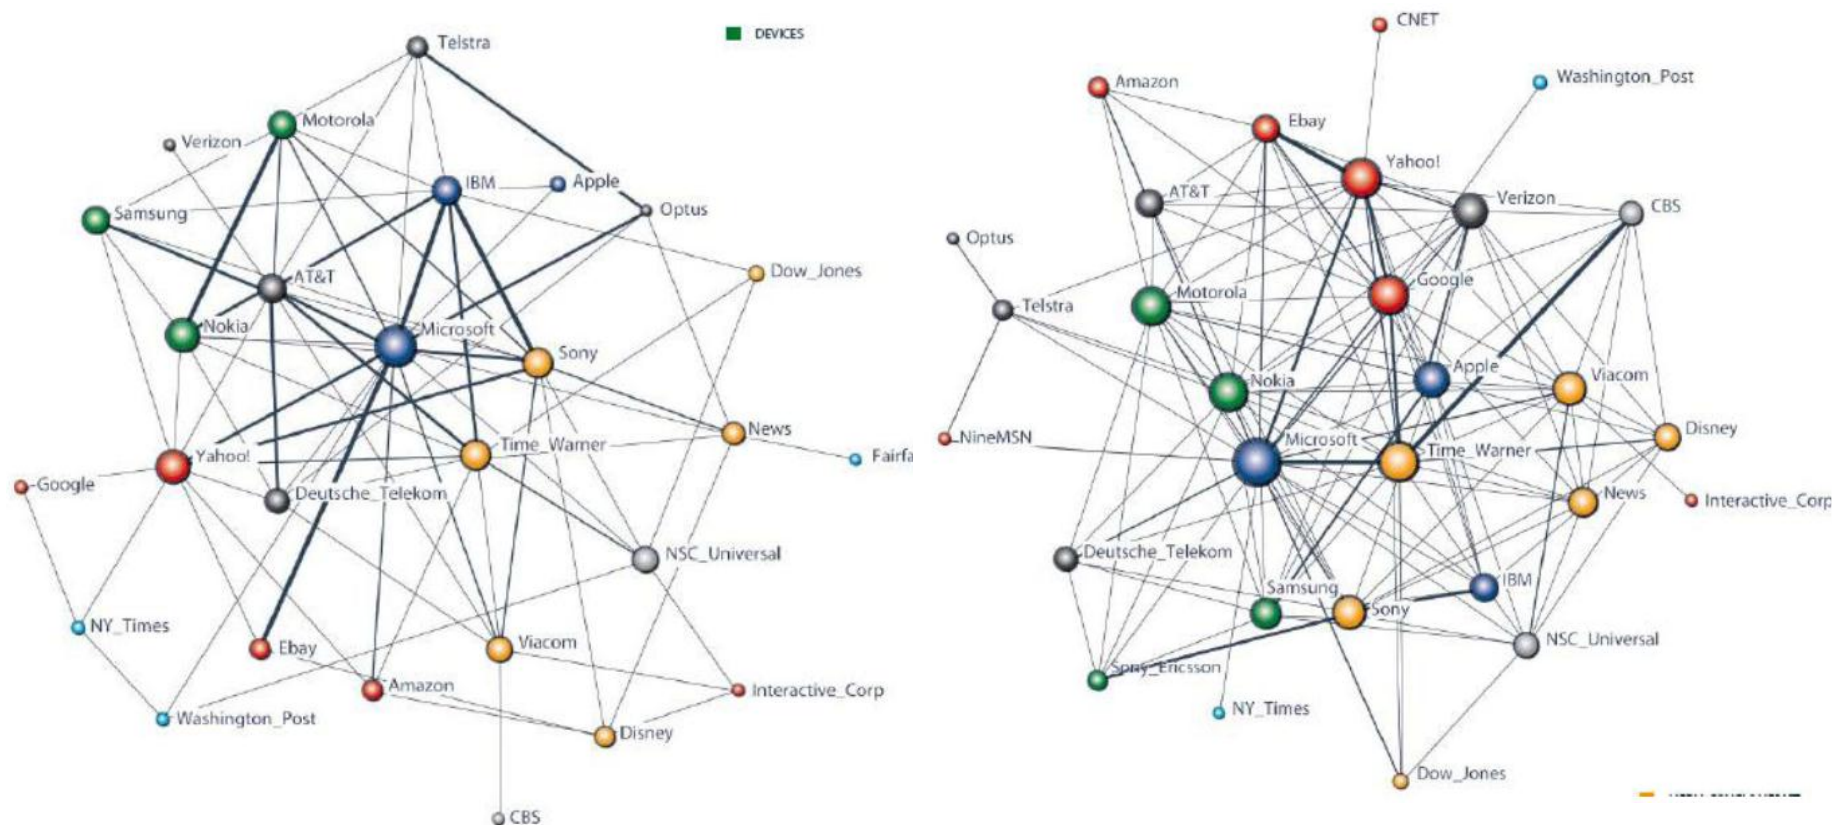 Telstra
DEVICES
Motorola
Verizon
IBM
Apple
Samsung
Optus
Dow_Jones
AT&T
Nokia
Microsoft
Sony
News
Time_Warner
Yahoo!
Fairfa
Google
Deutsche_Telekom
NSC_Universal
NY_Times
Ebay
Viacom
Amazon
Interactive_Corp
Washington_Post
Disney
CBS
CNET
Washington_Post
Amazon
Ebay
Yahoo!
AT&T
Verizon
CBS
Optus
Google
Motorola
Telstra
Apple
Viacom
Nokia
Disney
NineMSN
Microsoft
Time_Warner
News
Interactive_Corp
Deutsche_Telekom
IBM
Samsung
Sony
NSC_Universal
Sony_Ericsson
NY_Times
Dow_Jones